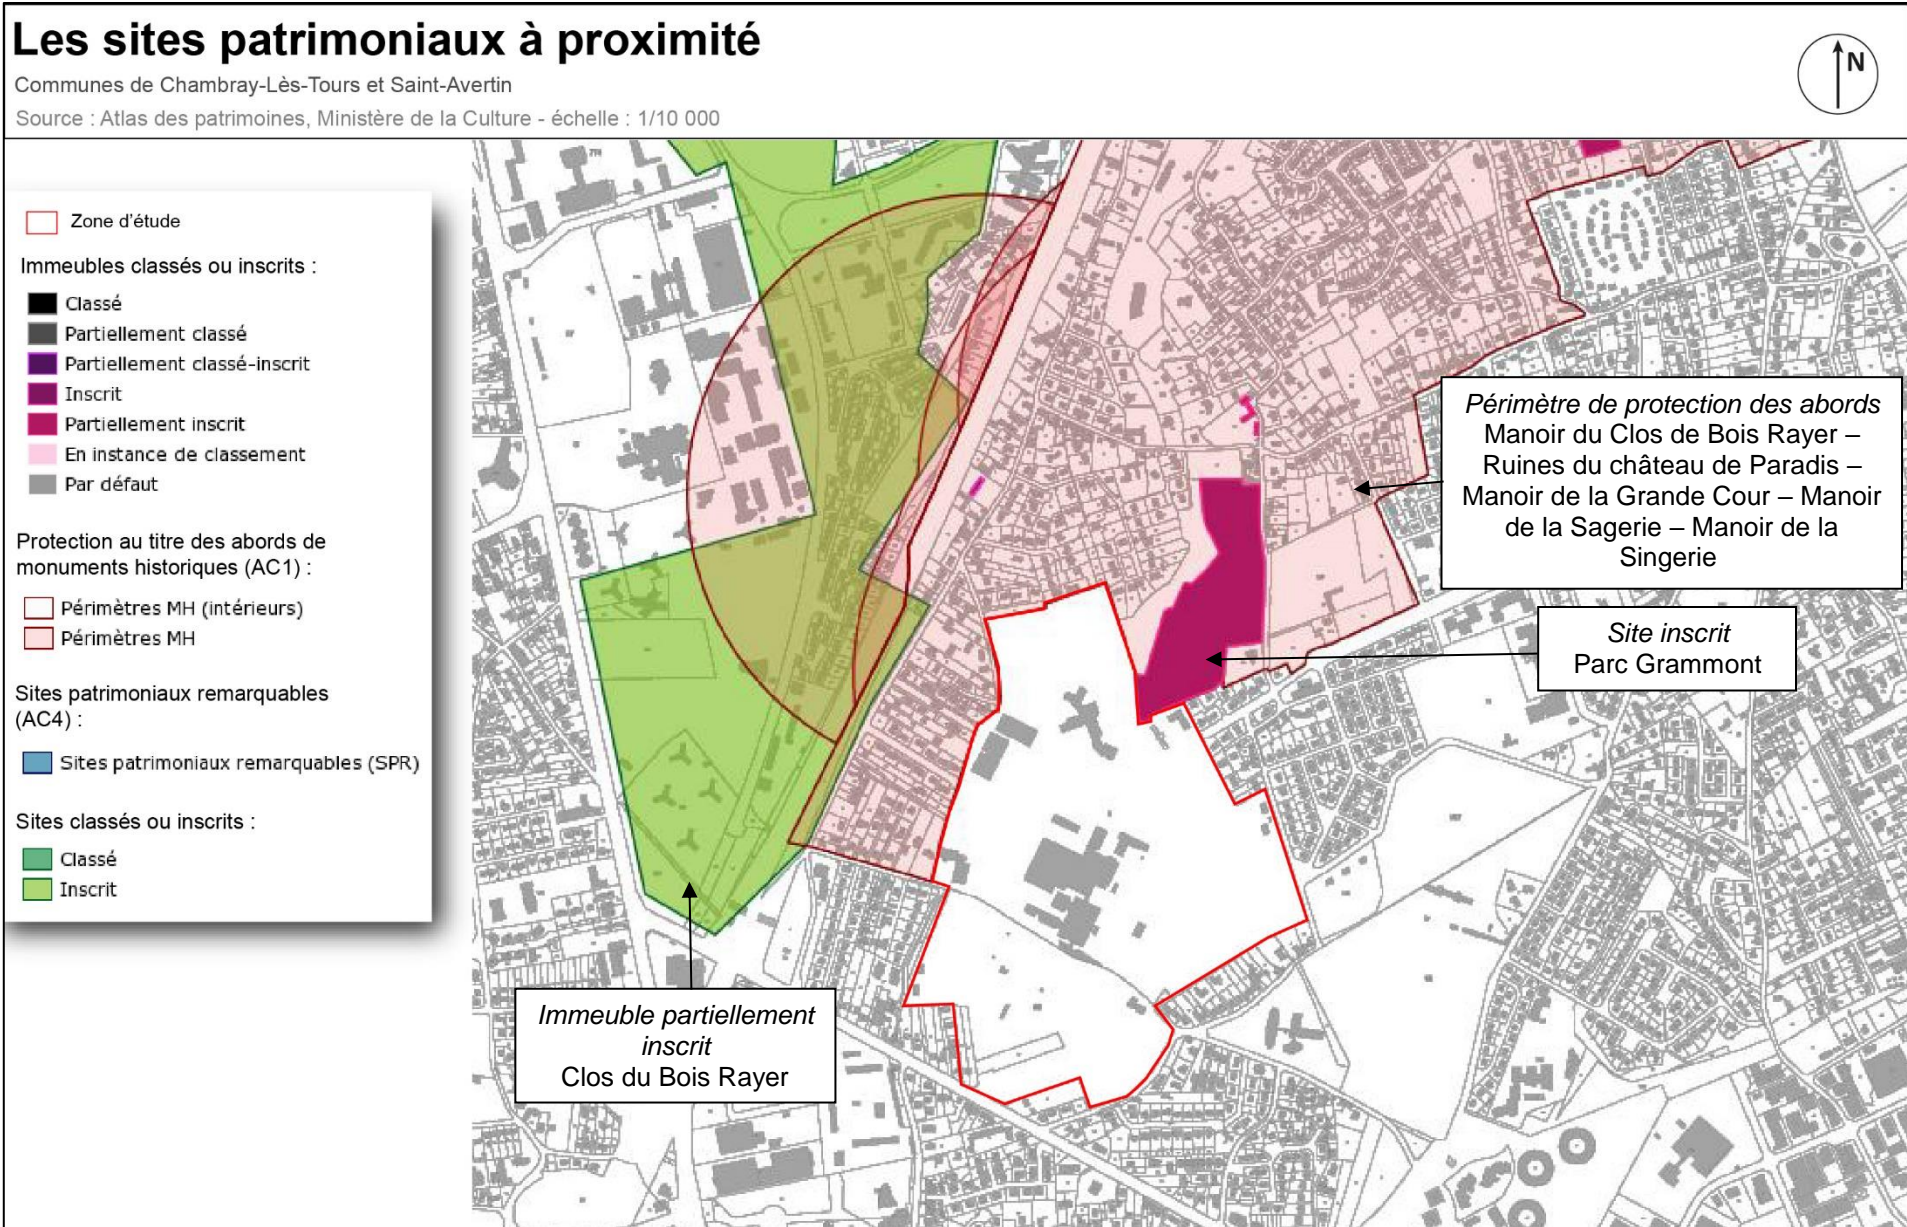 Les sites patrimoniaux à proximité
Communes de Chambray-Lès-Tours et Saint-Avertin
Source : Atlas des patrimoines, Ministère de la Culture - échelle : 1/10 000
N
Zone d'étude
Immeubles classés ou inscrits :
Classé
Partiellement classé
Partiellement classé-inscrit
Inscrit
Partiellement inscrit
En instance de classement
Par défaut
Protection au titre des abords de
monuments historiques (AC1) :
Périmètres MH (intérieurs)
Périmètres MH
Sites patrimoniaux remarquables
(AC4) :
Sites patrimoniaux remarquables (SPR)
Sites classés ou inscrits :
Classé
Inscrit
Périmètre de protection des abords
Manoir du Clos de Bois Rayer –
Ruines du château de Paradis –
Manoir de la Grande Cour – Manoir
de la Sagerie – Manoir de la
Singerie
Site inscrit
Parc Grammont
Immeuble partiellement
inscrit
Clos du Bois Rayer